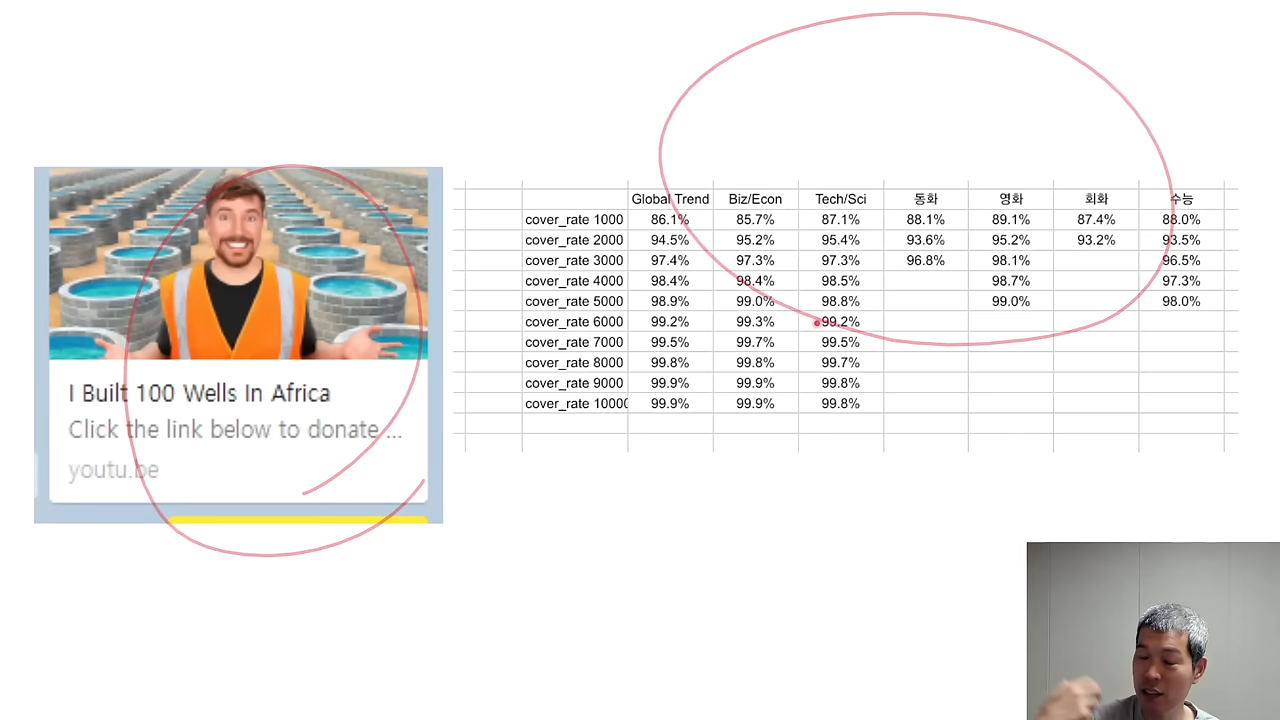 I Built 100 Wells In Africa
Click the link below to donate ...
youtu.be
Global Trend Biz/Econ Tech/Sci 동화 영화 회화 수능
cover_rate 1000 86.1% 85.7% 87.1% 88.1% 89.1% 87.4% 88.0%
cover_rate 2000 94.5% 95.2% 95.4% 93.6% 95.2% 93.2% 93.5%
cover_rate 3000 97.4% 97.3% 97.3% 96.8% 98.1% 96.5%
cover_rate 4000 98.4% 98.4% 98.5% 98.7% 97.3%
cover_rate 5000 98.9% 99.0% 98.8% 99.0% 98.0%
cover_rate 6000 99.2% 99.3% 99.2%
cover_rate 7000 99.5% 99.7% 99.5%
cover_rate 8000 99.8% 99.8% 99.7%
cover_rate 9000 99.9% 99.9% 99.8%
cover_rate 10000 99.9% 99.9% 99.8%